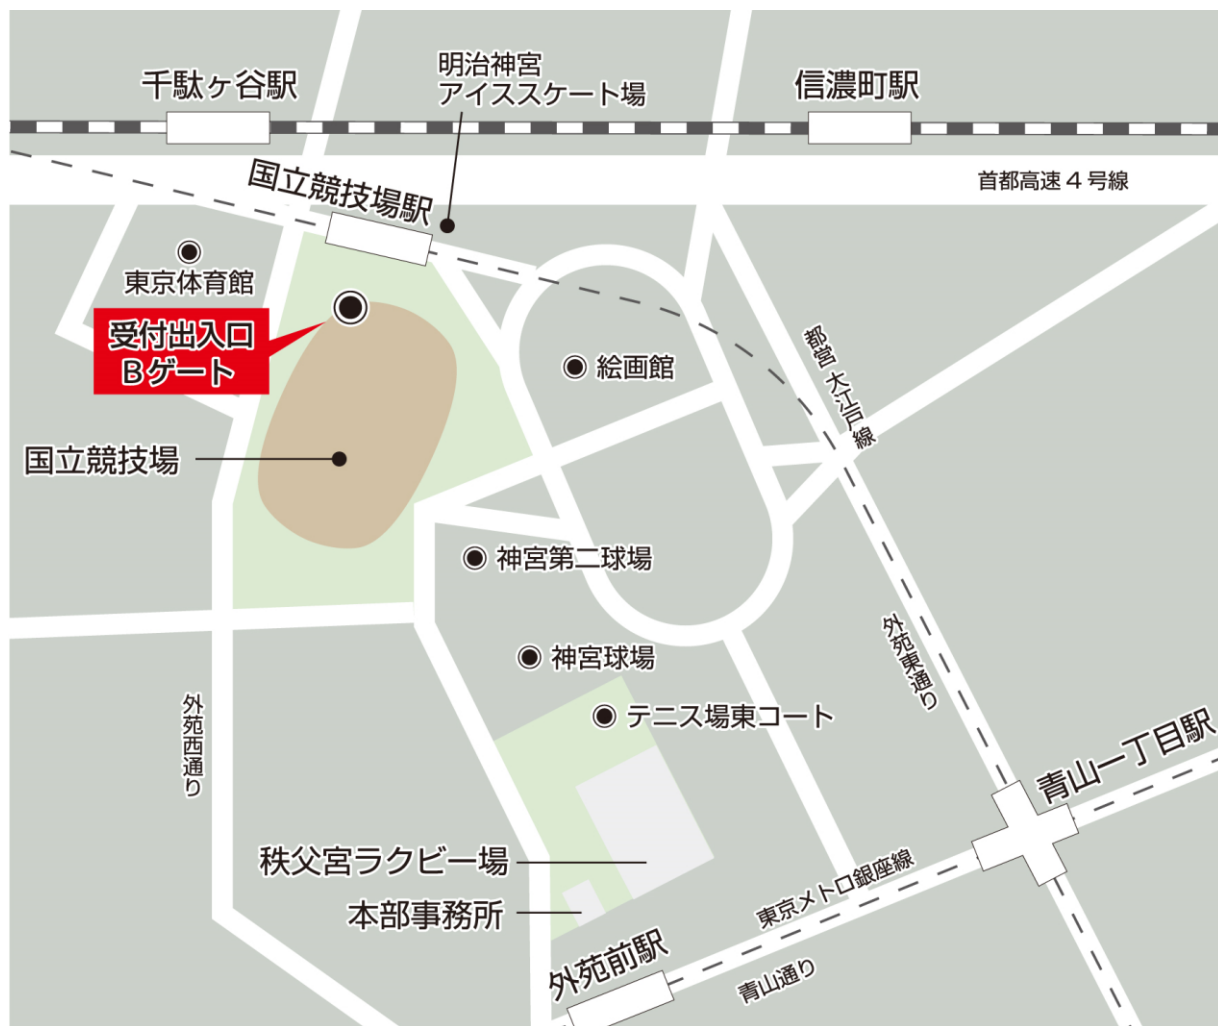 千駄ヶ谷駅
明治神宮
アイススケート場
信濃町駅
国立競技場駅
首都高速4号線
東京体育館
受付出入口
Bゲート
絵画館
都営大江戸線
国立競技場
神宮第二球場
神宮球場
外苑東通り
外苑西通り
テニス場東コート
青山一丁目駅
秩父宮ラクビー場
東京メトロ銀座線
本部事務所
外苑前駅
青山通り